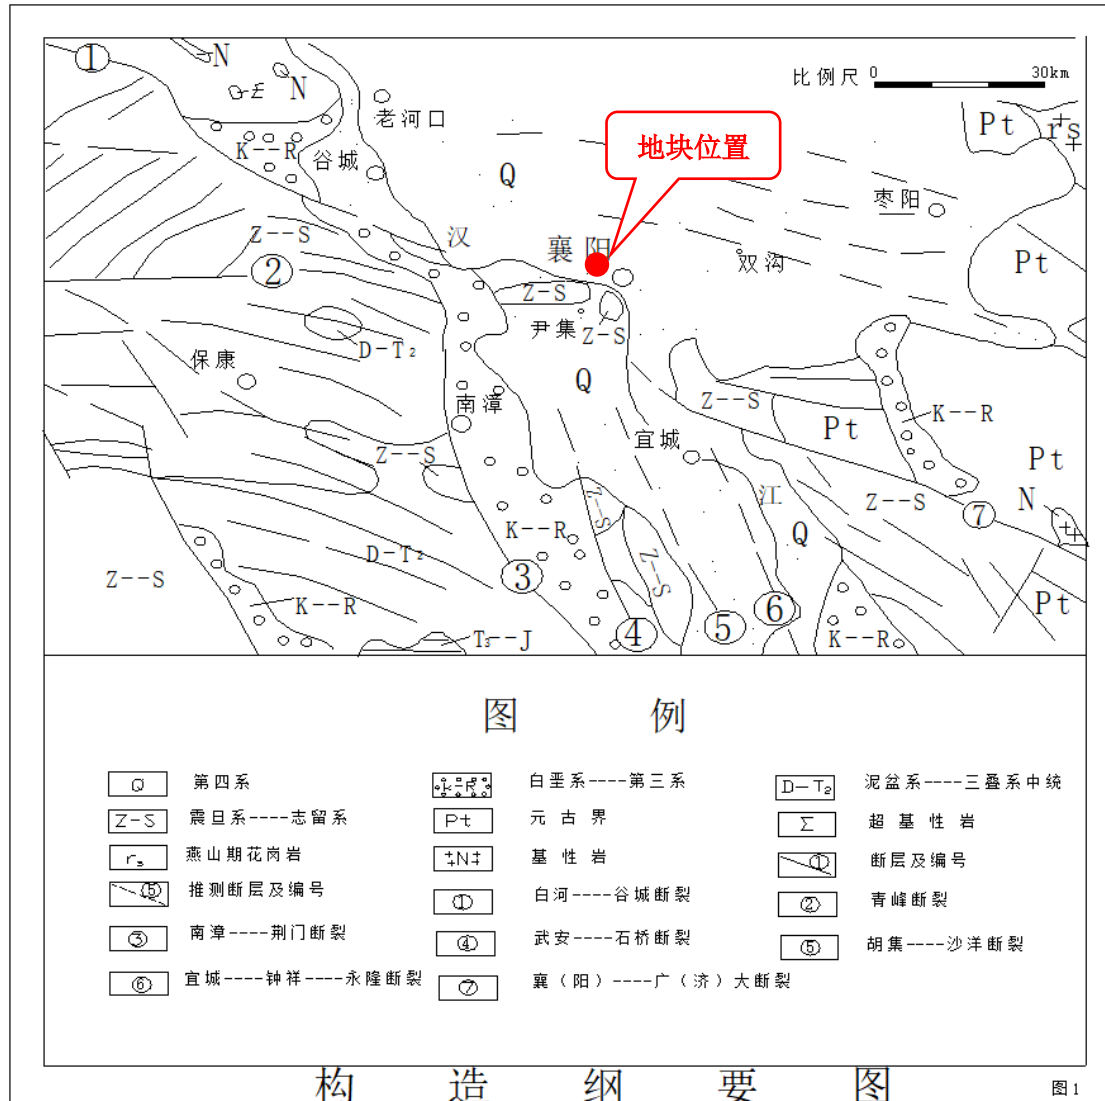 ① N
N
Σ
比例尺 0 30km
老河口
Pt
rs
K--R
谷城
地块位置
Q
枣阳
Z--S
汉
襄阳
②
双沟
Pt
Z-S
尹集
Z-S
D-T₂
保康
Q
南漳
Z--S
K--R
Pt
宜城
Z--S
Pt
江
Z--S
Z--S
N
⑦
K--R
Q
D-T₂
Z--S
Z--S
③
K--R
⑥
Pt
④
⑤
T₃--J
K--R
图 例
Q 第四系
K-R 白垩系----第三系
D-T₂ 泥盆系----三叠系中统
Z-S 震旦系----志留系
Pt 元古界
Σ 超基性岩
r₃ 燕山期花岗岩
‡N‡ 基性岩
① 断层及编号
⑤ 推测断层及编号
① 白河----谷城断裂
② 青峰断裂
③ 南漳----荆门断裂
④ 武安----石桥断裂
⑤ 胡集----沙洋断裂
⑥ 宜城----钟祥----永隆断裂
⑦ 襄（阳）----广（济）大断裂
构造纲要图
图1